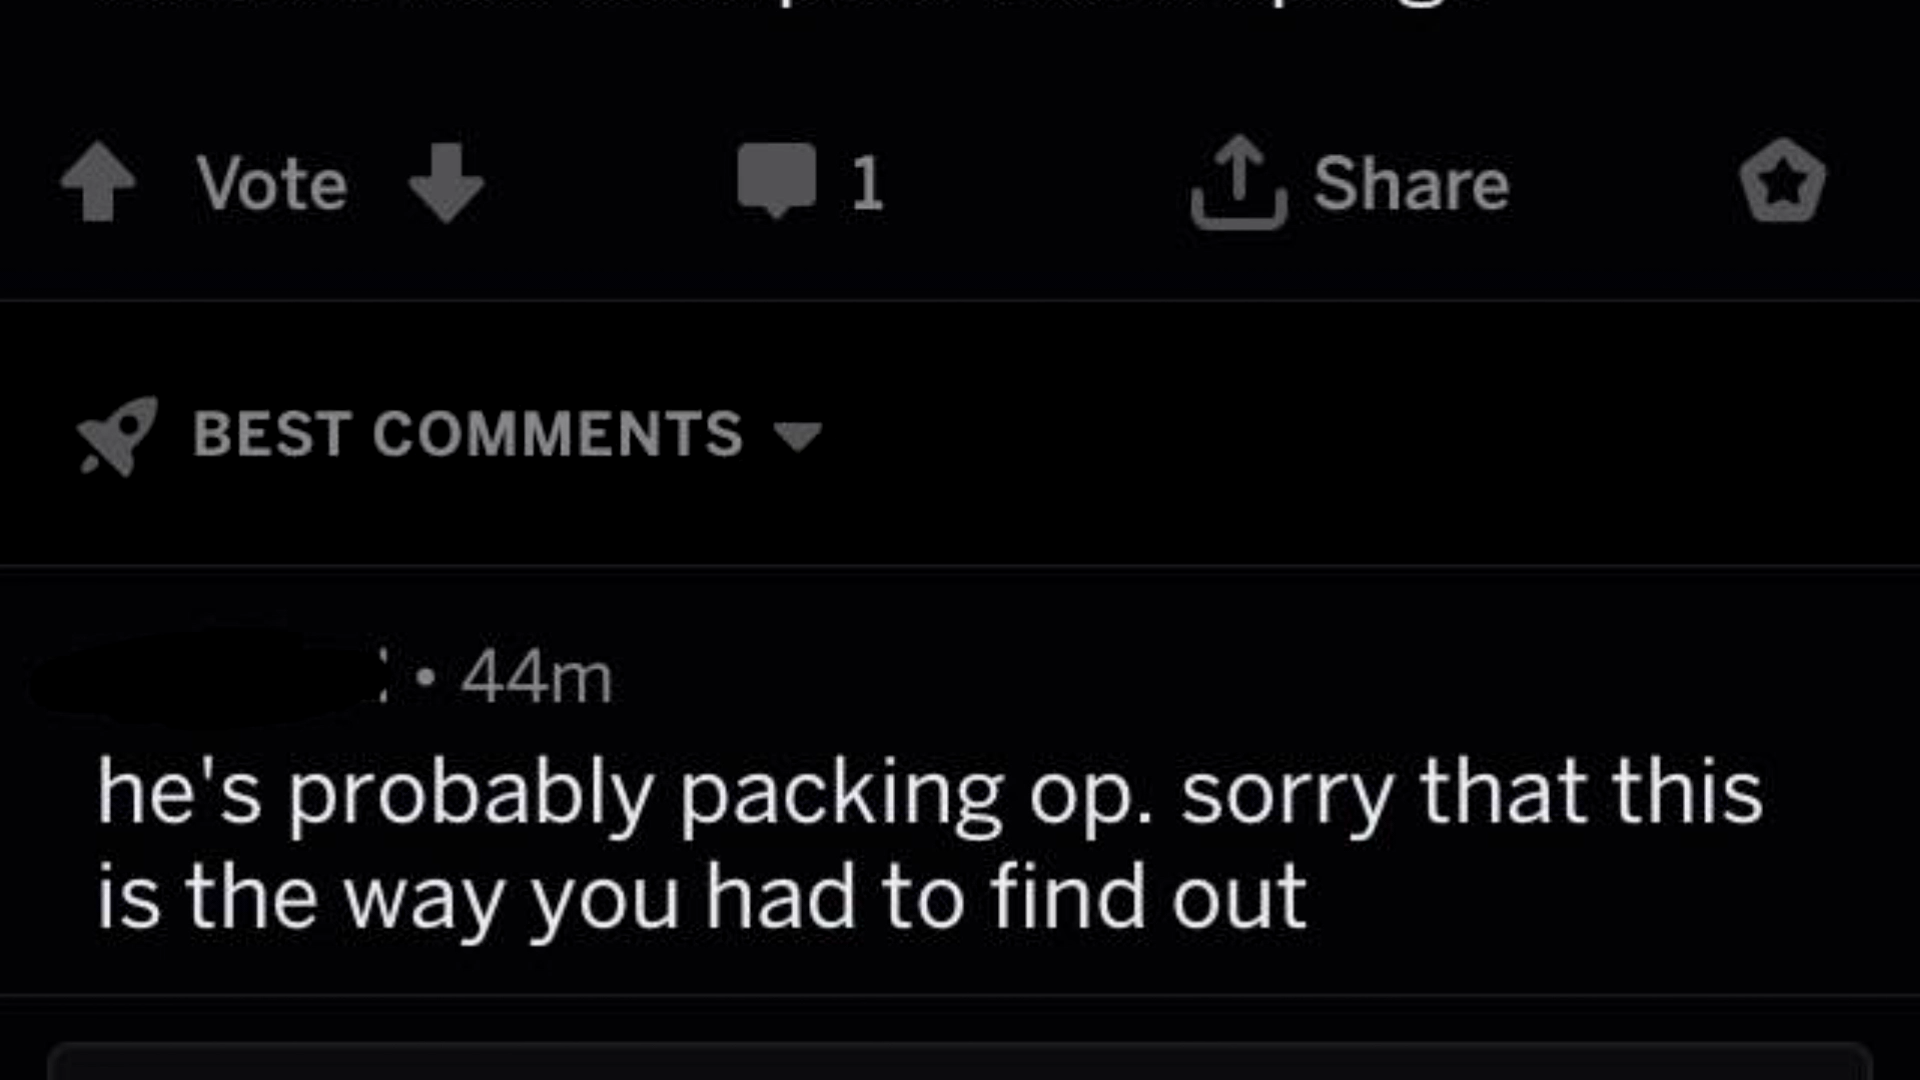 Vote
1
Share
BEST COMMENTS
• 44m
he's probably packing op. sorry that this
is the way you had to find out